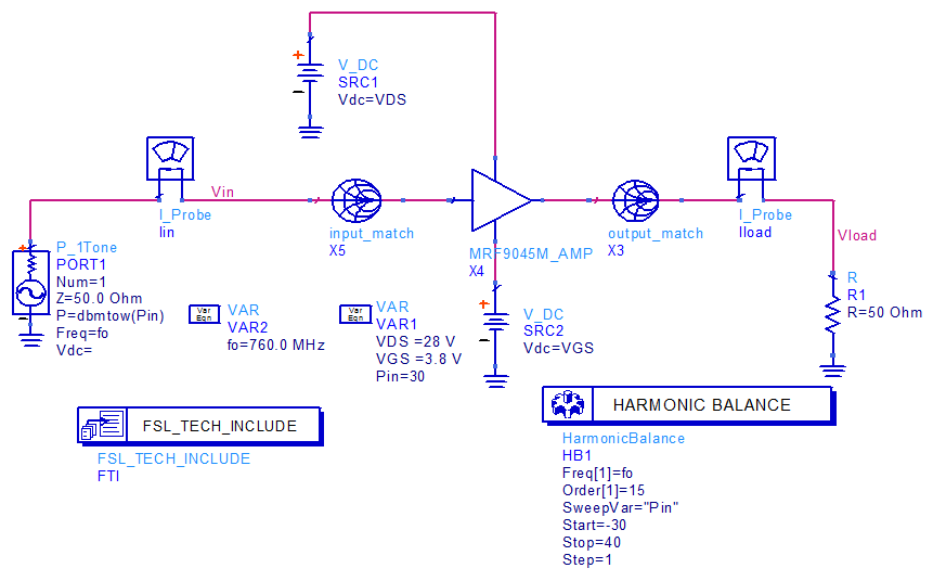 V_DC
SRC1
Vdc=VDS
I_Probe
Iin
Vin
input_match
X5
MRF9045M_AMP
X4
output_match
X3
I_Probe
Iload
Vload
P_1Tone
PORT1
Num=1
Z=50.0 Ohm
P=dbmtow(Pin)
Freq=fo
Vdc=
Var
Eqn
VAR
VAR2
fo=760.0 MHz
Var
Eqn
VAR
VAR1
VDS =28 V
VGS =3.8 V
Pin=30
V_DC
SRC2
Vdc=VGS
R
R1
R=50 Ohm
FSL_TECH_INCLUDE
FSL_TECH_INCLUDE
FTI
HARMONIC BALANCE
HarmonicBalance
HB1
Freq[1]=fo
Order[1]=15
SweepVar="Pin"
Start=-30
Stop=40
Step=1